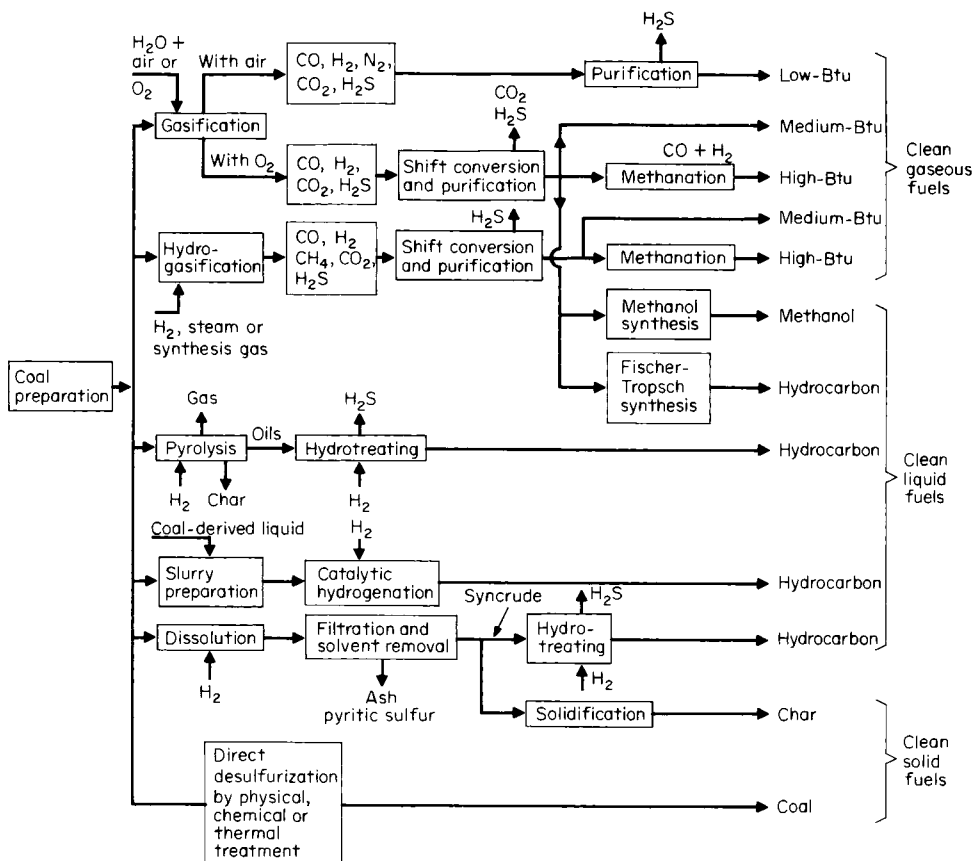 H₂O +
air or
O₂
With air
CO, H₂, N₂,
CO₂, H₂S
H₂S
Purification
Low-Btu
Gasification
With O₂
CO, H₂,
CO₂, H₂S
CO₂
H₂S
Shift conversion
and purification
Medium-Btu
CO + H₂
Methanation
High-Btu
Clean
gaseous
fuels
Hydro-
gasification
H₂, steam or
synthesis gas
CO, H₂
CH₄, CO₂,
H₂S
H₂S
Shift conversion
and purification
Medium-Btu
Methanation
High-Btu
Methanol
synthesis
Methanol
Coal
preparation
Fischer-
Tropsch
synthesis
Hydrocarbon
Gas
Pyrolysis
Oils
H₂
Char
H₂S
Hydrotreating
H₂
Hydrocarbon
Clean
liquid
fuels
Coal-derived liquid
Slurry
preparation
H₂
Catalytic
hydrogenation
Hydrocarbon
Dissolution
H₂
Filtration and
solvent removal
Ash
pyritic sulfur
Syncrude
H₂S
Hydro-
treating
H₂
Hydrocarbon
Solidification
Char
Clean
solid
fuels
Direct
desulfurization
by physical,
chemical or
thermal
treatment
Coal